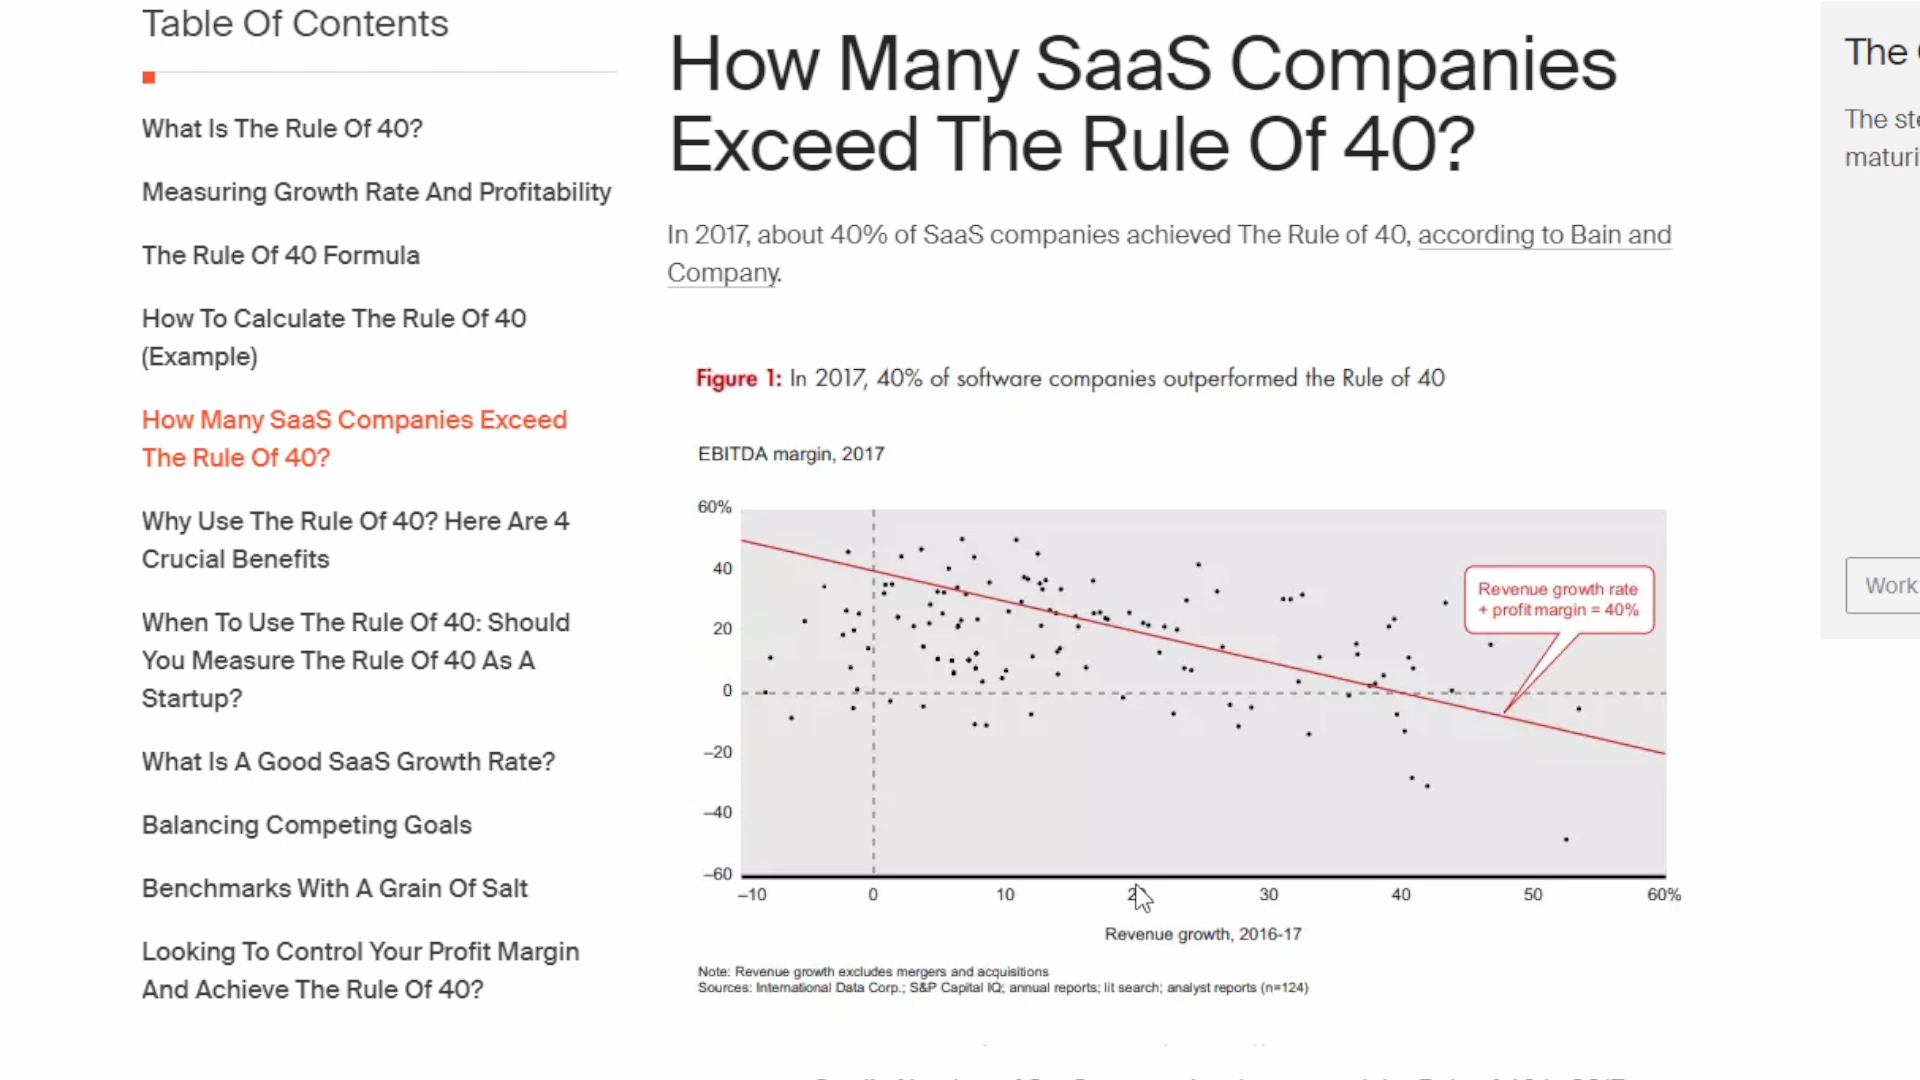 Table Of Contents
What Is The Rule Of 40?
Measuring Growth Rate And Profitability
The Rule Of 40 Formula
How To Calculate The Rule Of 40
(Example)
How Many SaaS Companies Exceed
The Rule Of 40?
Why Use The Rule Of 40? Here Are 4
Crucial Benefits
When To Use The Rule Of 40: Should
You Measure The Rule Of 40 As A
Startup?
What Is A Good SaaS Growth Rate?
Balancing Competing Goals
Benchmarks With A Grain Of Salt
Looking To Control Your Profit Margin
And Achieve The Rule Of 40?
How Many SaaS Companies
Exceed The Rule Of 40?
In 2017, about 40% of SaaS companies achieved The Rule of 40, according to Bain and
Company.
Figure 1: In 2017, 40% of software companies outperformed the Rule of 40
EBITDA margin, 2017
60%
40
20
0
–20
–40
–60
Revenue growth rate
+ profit margin = 40%
–10 0 10 20 30 40 50 60%
Revenue growth, 2016-17
Note: Revenue growth excludes mergers and acquisitions
Sources: International Data Corp.; S&P Capital IQ; annual reports; lit search; analyst reports (n=124)
The
The
Work